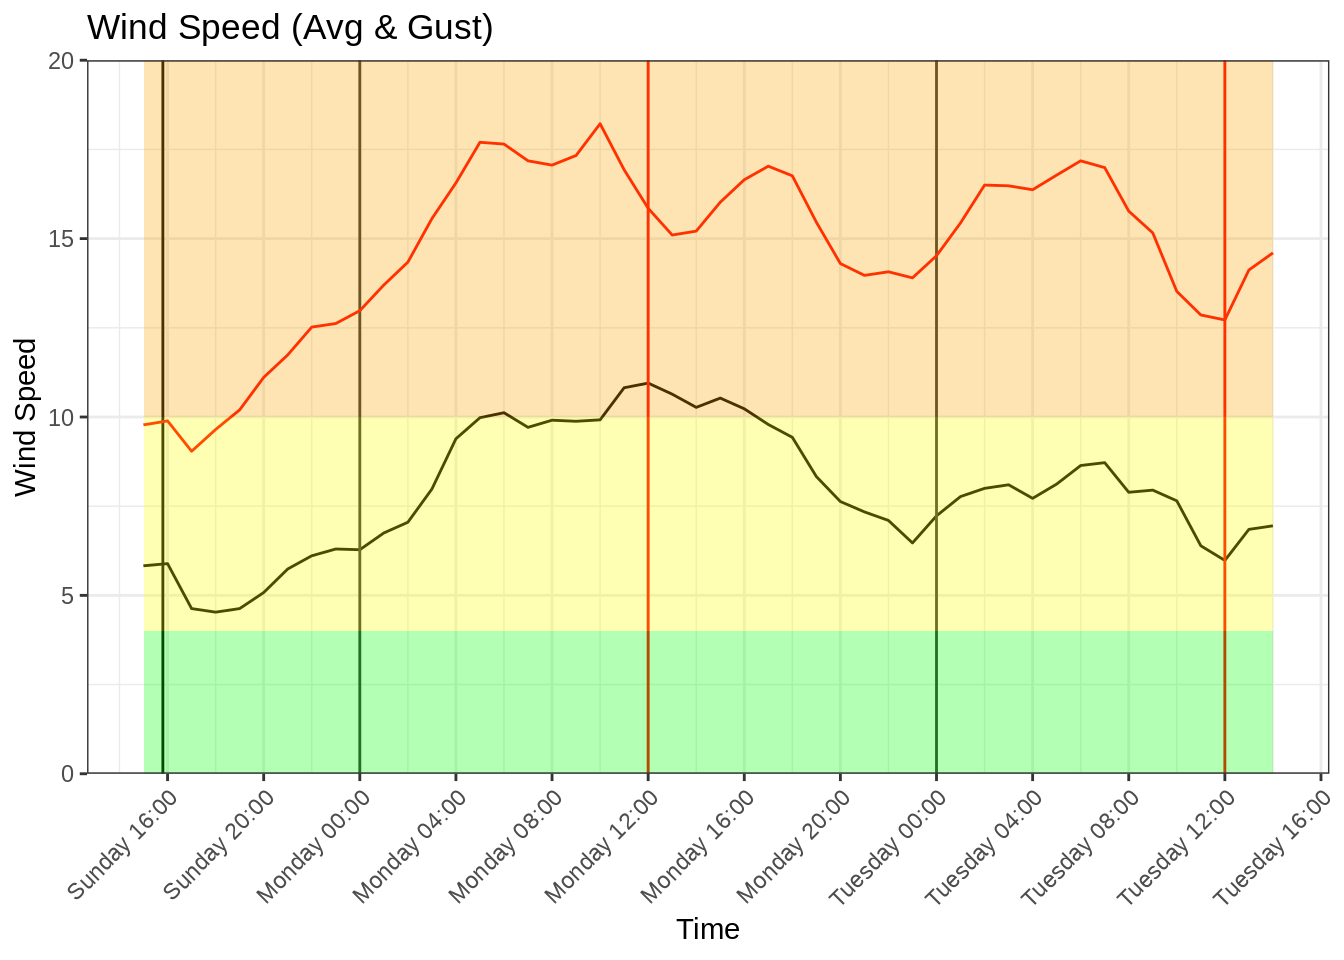 Wind Speed (Avg & Gust)
20
15
10
5
0
Wind Speed
Sunday 16:00
Sunday 20:00
Monday 00:00
Monday 04:00
Monday 08:00
Monday 12:00
Monday 16:00
Monday 20:00
Tuesday 00:00
Tuesday 04:00
Tuesday 08:00
Tuesday 12:00
Tuesday 16:00
Time